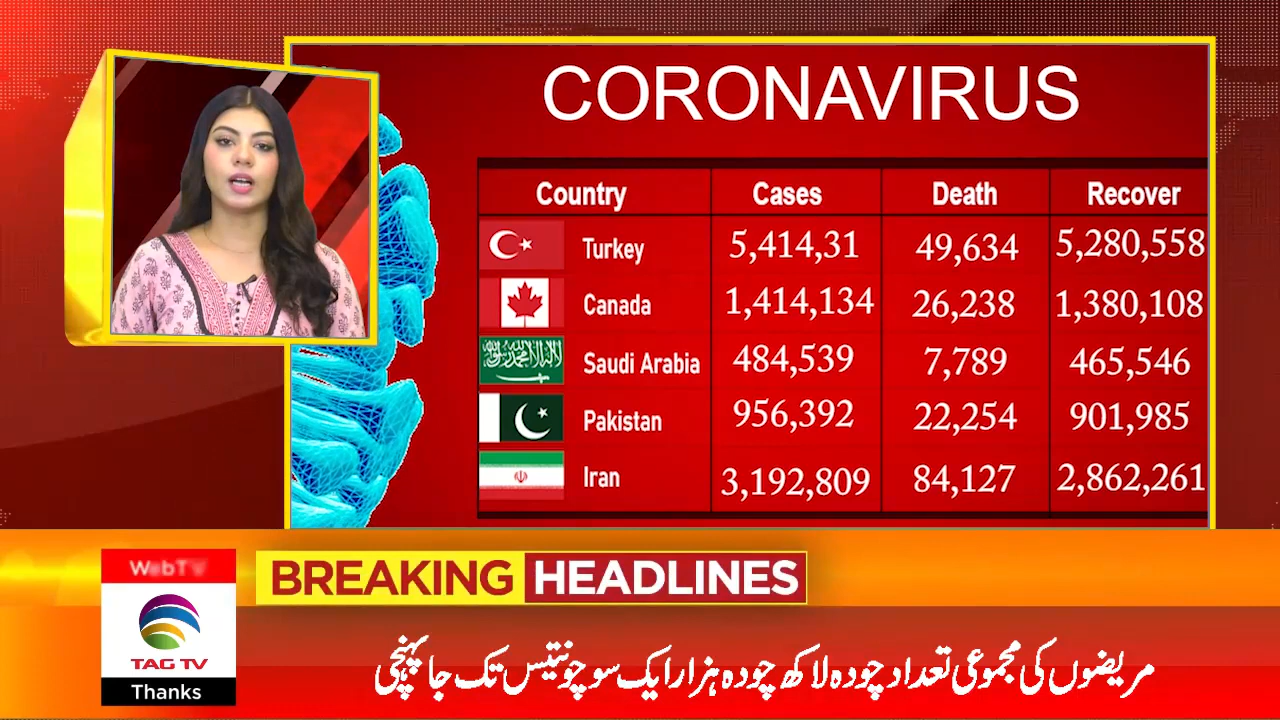 CORONAVIRUS
Country Cases Death Recover
Turkey 5,414,31 49,634 5,280,558
Canada 1,414,134 26,238 1,380,108
Saudi Arabia 484,539 7,789 465,546
Pakistan 956,392 22,254 901,985
Iran 3,192,809 84,127 2,862,261
WebTV
TAG TV
Thanks
BREAKING HEADLINES
مریضوں کی مجموعی تعداد چودہ لاکھ چودہ ہزار ایک سو چونتیس تک جا پہنچی